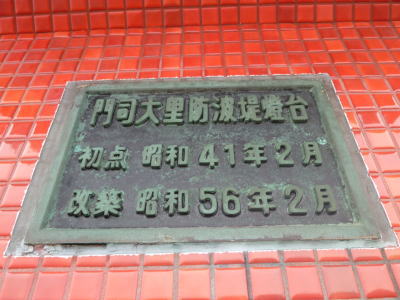 門司大里防波堤燈台
初点 昭和41年2月
改築 昭和56年2月